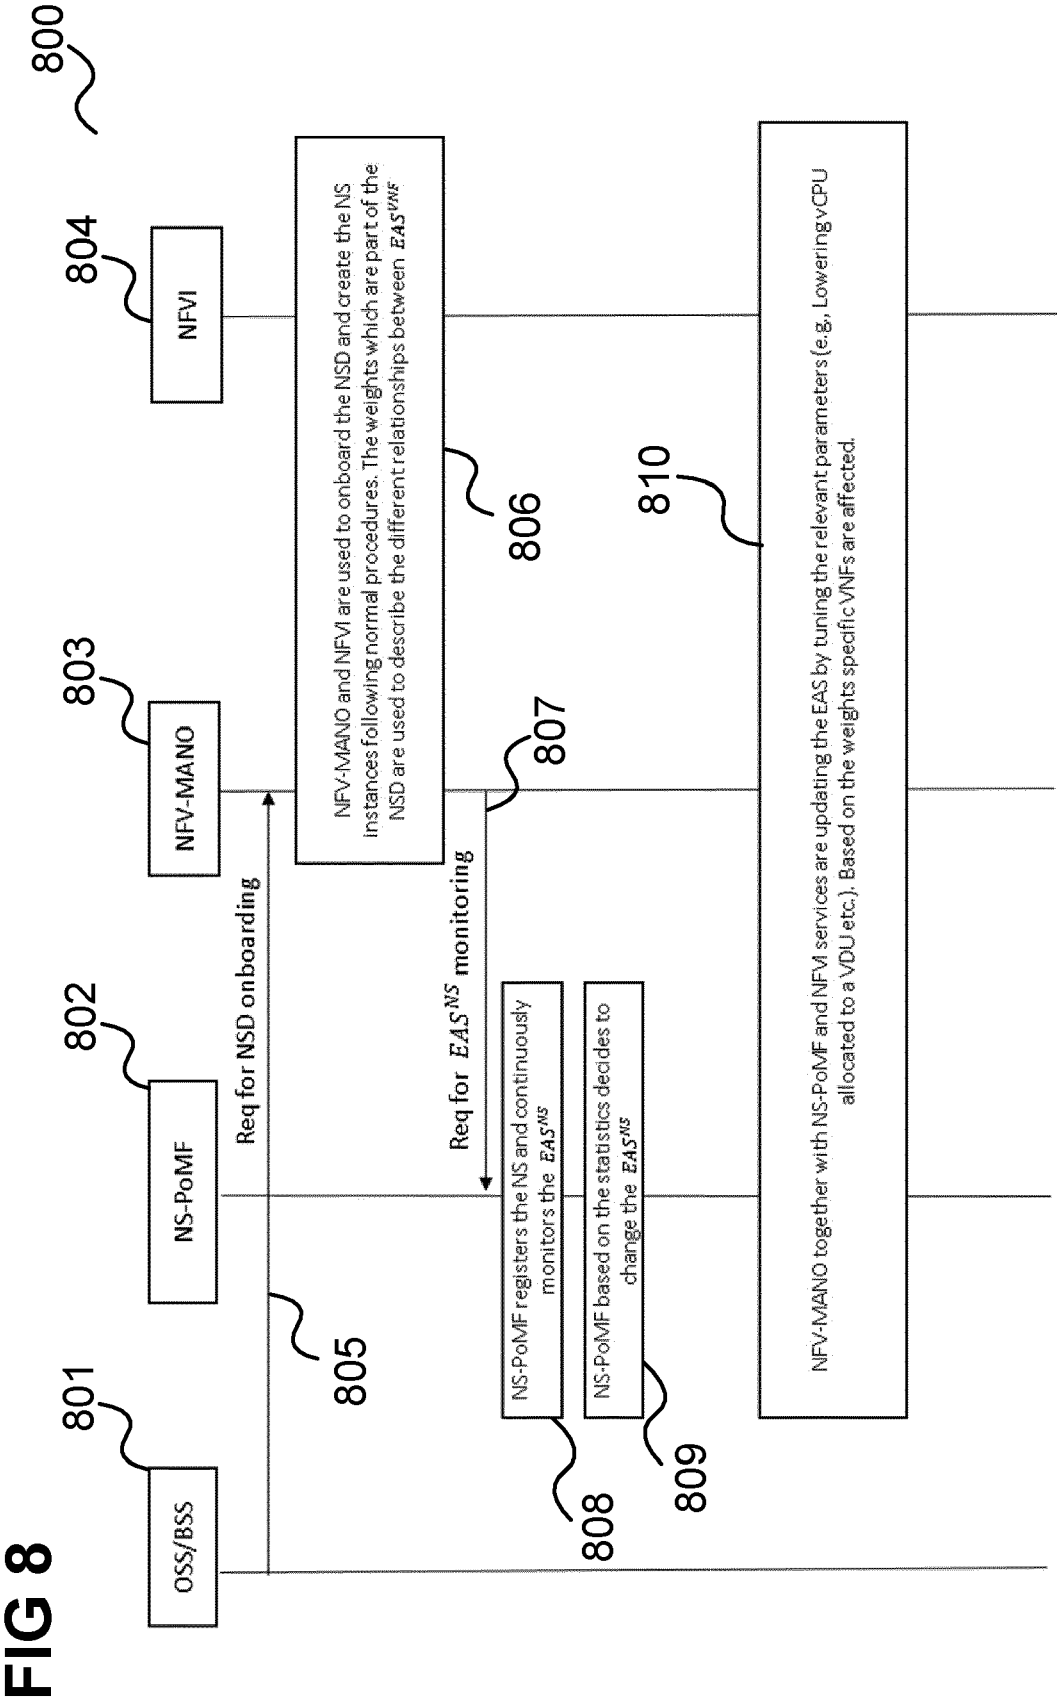 FIG 8
800
801
802
803
804
OSS/BSS
NS-PoMF
NFV-MANO
NFVI
Req for NSD onboarding
805
NFV-MANO and NFVI are used to onboard the NSD and create the NS
instances following normal procedures. The weights which are part of the
NSD are used to describe the different relationships between EAS^VNF
806
Req for EAS^NS monitoring
807
NS-PoMF registers the NS and continuously
monitors the EAS^NS
808
NS-PoMF based on the statistics decides to
change the EAS^NS
809
810
NFV-MANO together with NS-PoMF and NFVI services are updating the EAS by tuning the relevant parameters (e.g., Lowering vCPU
allocated to a VDU etc.). Based on the weights specific VNFs are affected.